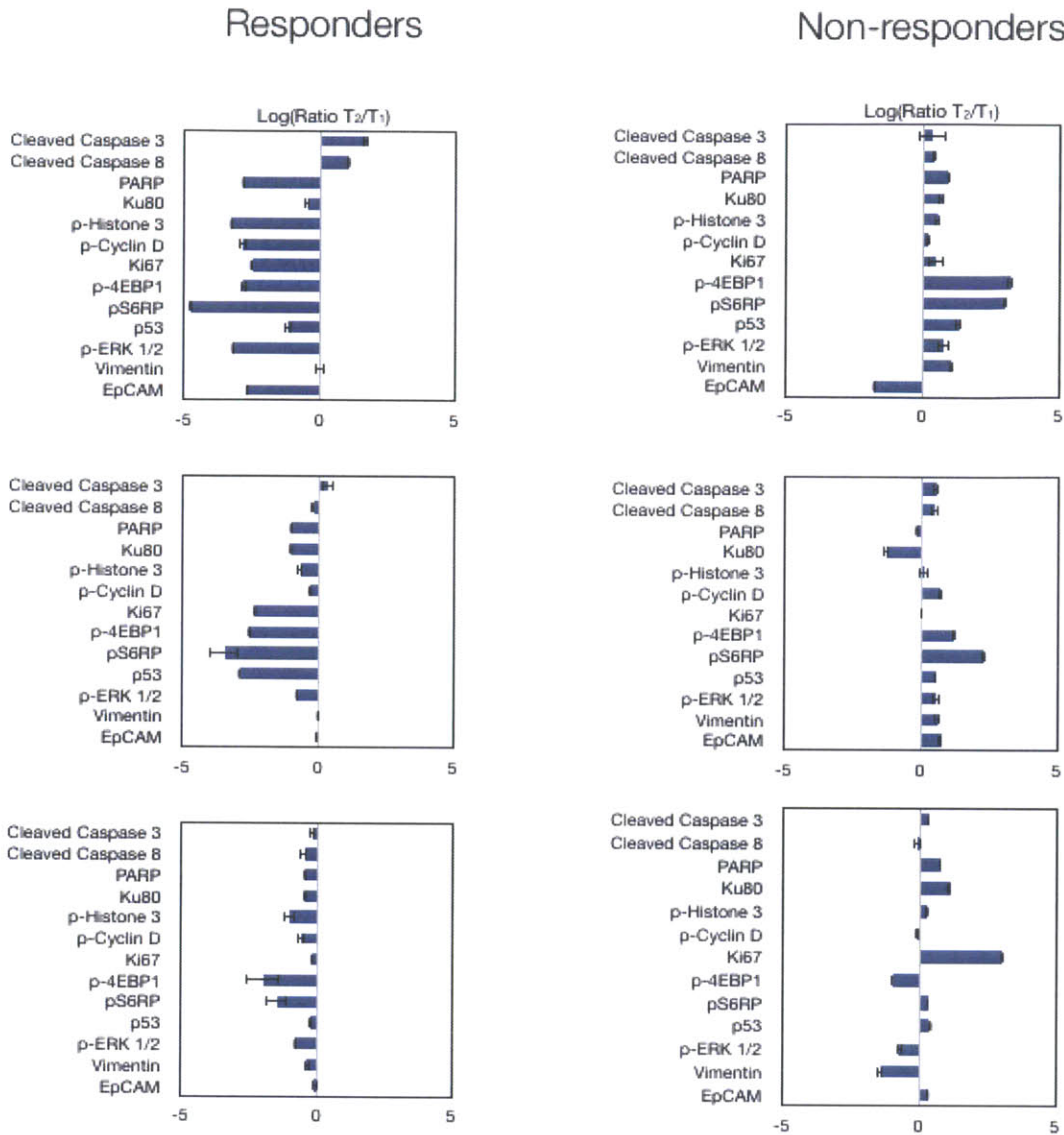 Responders
Non-responders
Log(Ratio T2/T1)
Cleaved Caspase 3
Cleaved Caspase 8
PARP
Ku80
p-Histone 3
p-Cyclin D
Ki67
p-4EBP1
pS6RP
p53
p-ERK 1/2
Vimentin
EpCAM
-5 0 5
Log(Ratio T2/T1)
Cleaved Caspase 3
Cleaved Caspase 8
PARP
Ku80
p-Histone 3
p-Cyclin D
Ki67
p-4EBP1
pS6RP
p53
p-ERK 1/2
Vimentin
EpCAM
-5 0 5
Cleaved Caspase 3
Cleaved Caspase 8
PARP
Ku80
p-Histone 3
p-Cyclin D
Ki67
p-4EBP1
pS6RP
p53
p-ERK 1/2
Vimentin
EpCAM
-5 0 5
Cleaved Caspase 3
Cleaved Caspase 8
PARP
Ku80
p-Histone 3
p-Cyclin D
Ki67
p-4EBP1
pS6RP
p53
p-ERK 1/2
Vimentin
EpCAM
-5 0 5
Cleaved Caspase 3
Cleaved Caspase 8
PARP
Ku80
p-Histone 3
p-Cyclin D
Ki67
p-4EBP1
pS6RP
p53
p-ERK 1/2
Vimentin
EpCAM
-5 0 5
Cleaved Caspase 3
Cleaved Caspase 8
PARP
Ku80
p-Histone 3
p-Cyclin D
Ki67
p-4EBP1
pS6RP
p53
p-ERK 1/2
Vimentin
EpCAM
-5 0 5